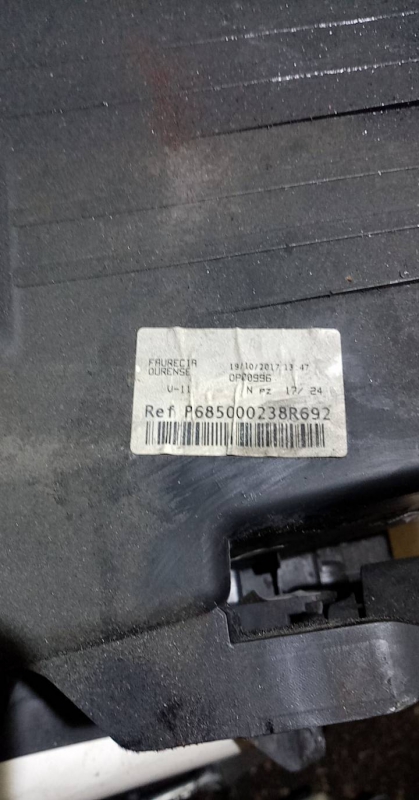 FAURECIA
OURENSE
19/10/2017 13:47
OP00996
V-11 N pz 17/ 24
Ref P685000238R692